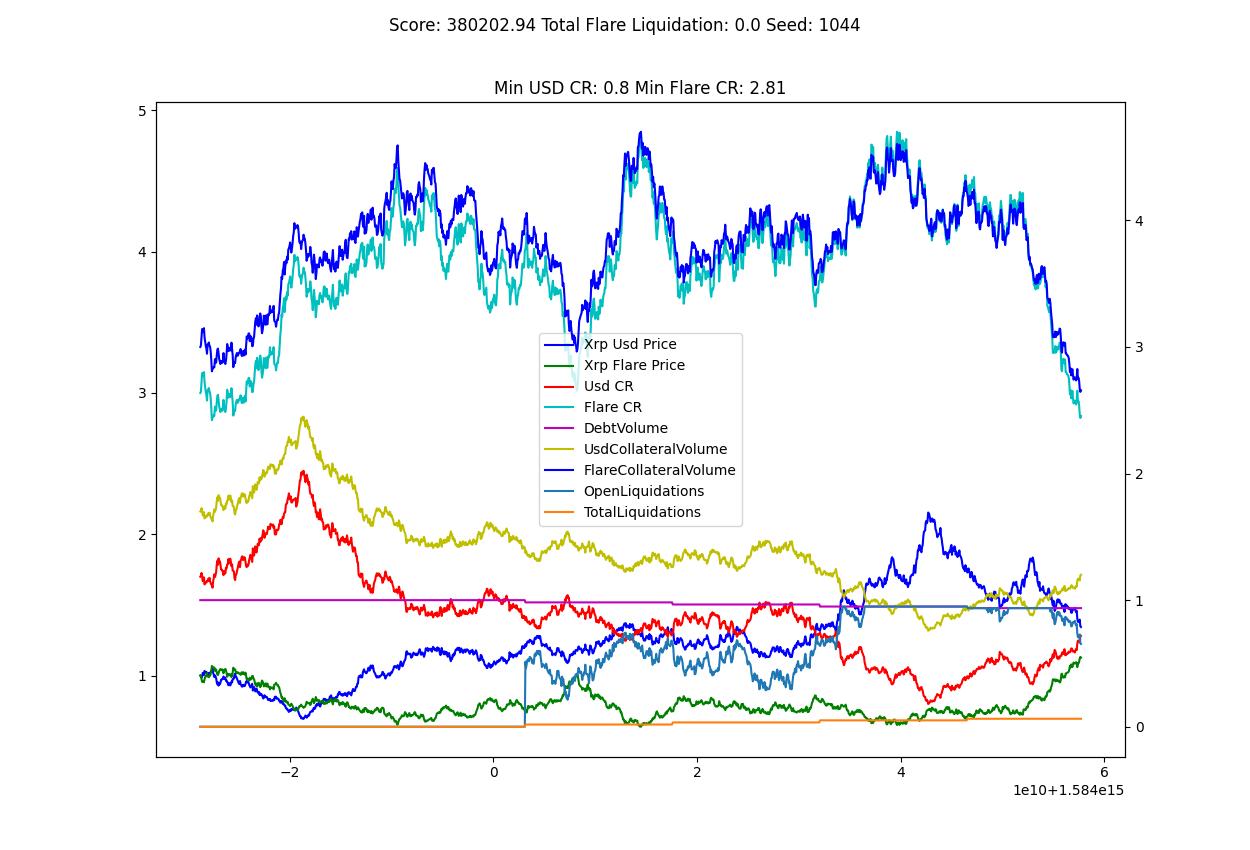 Score: 380202.94 Total Flare Liquidation: 0.0 Seed: 1044
Min USD CR: 0.8 Min Flare CR: 2.81
5
4
3
2
1
4
3
2
1
0
Xrp Usd Price
Xrp Flare Price
Usd CR
Flare CR
DebtVolume
UsdCollateralVolume
FlareCollateralVolume
OpenLiquidations
TotalLiquidations
−2 0 2 4 6
1e10+1.584e15